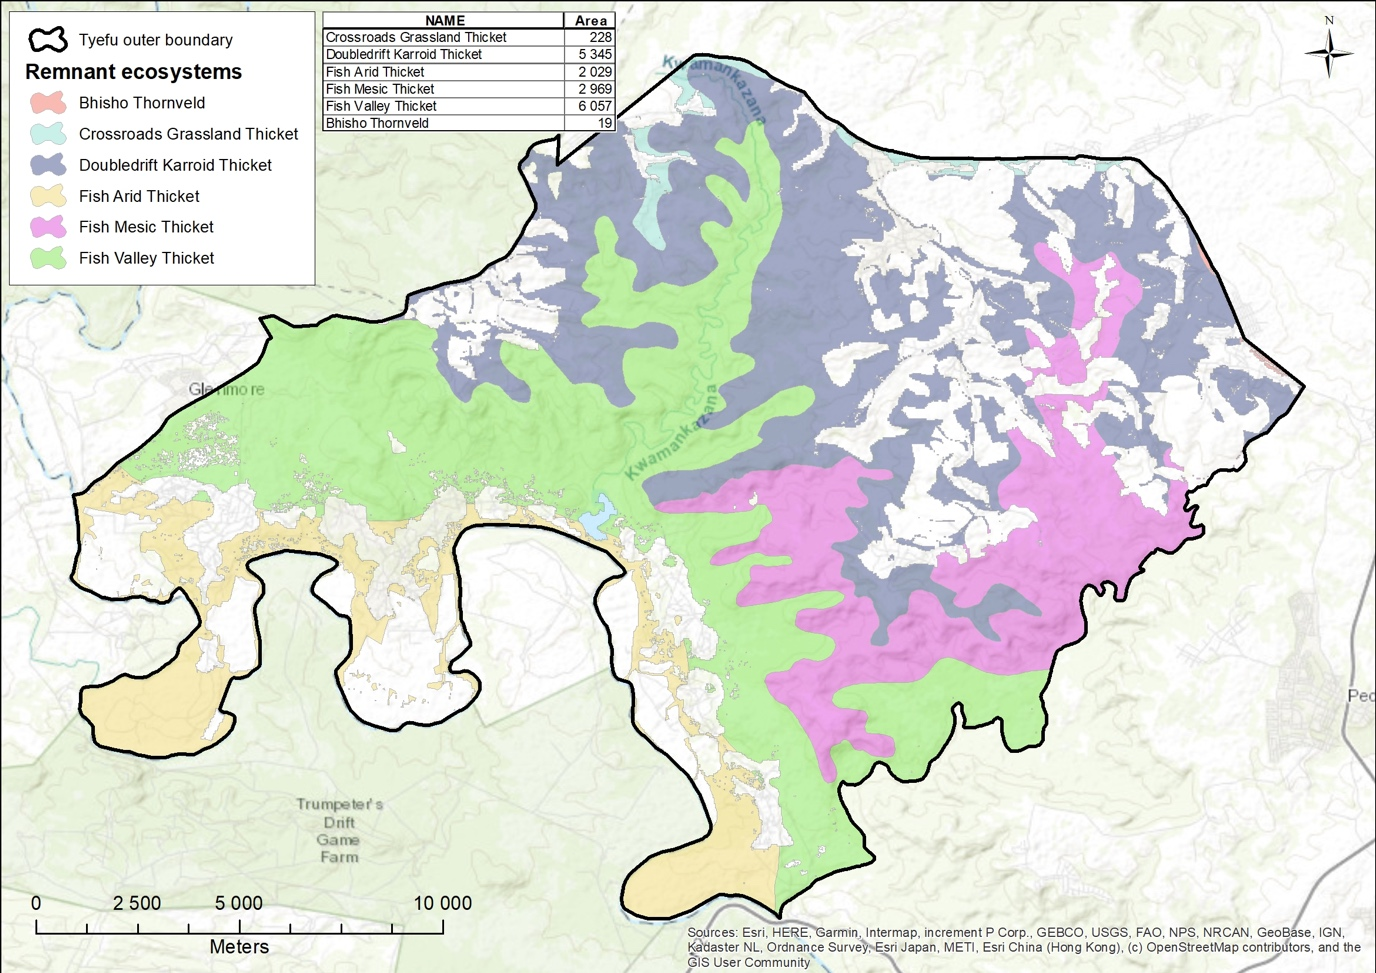 Tyefu outer boundary
Remnant ecosystems
Bhisho Thornveld
Crossroads Grassland Thicket
Doubledrift Karroid Thicket
Fish Arid Thicket
Fish Mesic Thicket
Fish Valley Thicket
NAME Area
Crossroads Grassland Thicket 228
Doubledrift Karroid Thicket 5 345
Fish Arid Thicket 2 029
Fish Mesic Thicket 2 969
Fish Valley Thicket 6 057
Bhisho Thornveld 19
N
Kwamankazana
Glenmore
Kwamankazana
Pec
Trumpeter's
Drift
Game
Farm
0 2 500 5 000 10 000
Meters
Sources: Esri, HERE, Garmin, Intermap, increment P Corp., GEBCO, USGS, FAO, NPS, NRCAN, GeoBase, IGN,
Kadaster NL, Ordnance Survey, Esri Japan, METI, Esri China (Hong Kong), (c) OpenStreetMap contributors, and the
GIS User Community